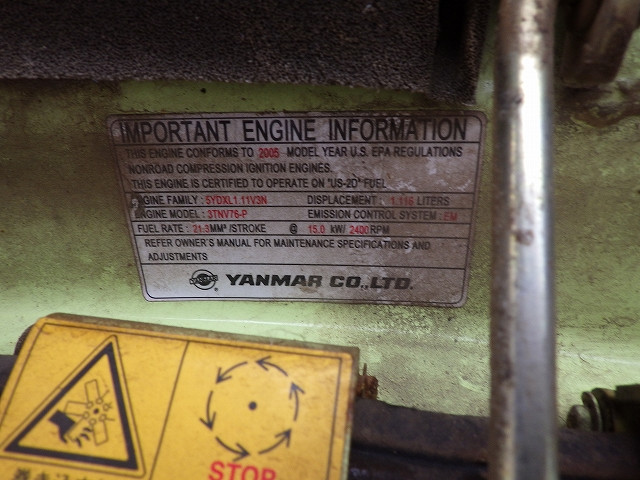 IMPORTANT ENGINE INFORMATION
THIS ENGINE CONFORMS TO 2005 MODEL YEAR U.S. EPA REGULATIONS
NONROAD COMPRESSION IGNITION ENGINES.
THIS ENGINE IS CERTIFIED TO OPERATE ON "US-2D" FUEL
ENGINE FAMILY : 5YDXL1.11V3N DISPLACEMENT : 1.116 LITERS
ENGINE MODEL : 3TNV76-P EMISSION CONTROL SYSTEM : EM
FUEL RATE : 21.3MM³ /STROKE @ 15.0 kW/ 2400RPM
REFER OWNER'S MANUAL FOR MAINTENANCE SPECIFICATIONS AND
ADJUSTMENTS
YANMAR CO.,LTD.
STOP